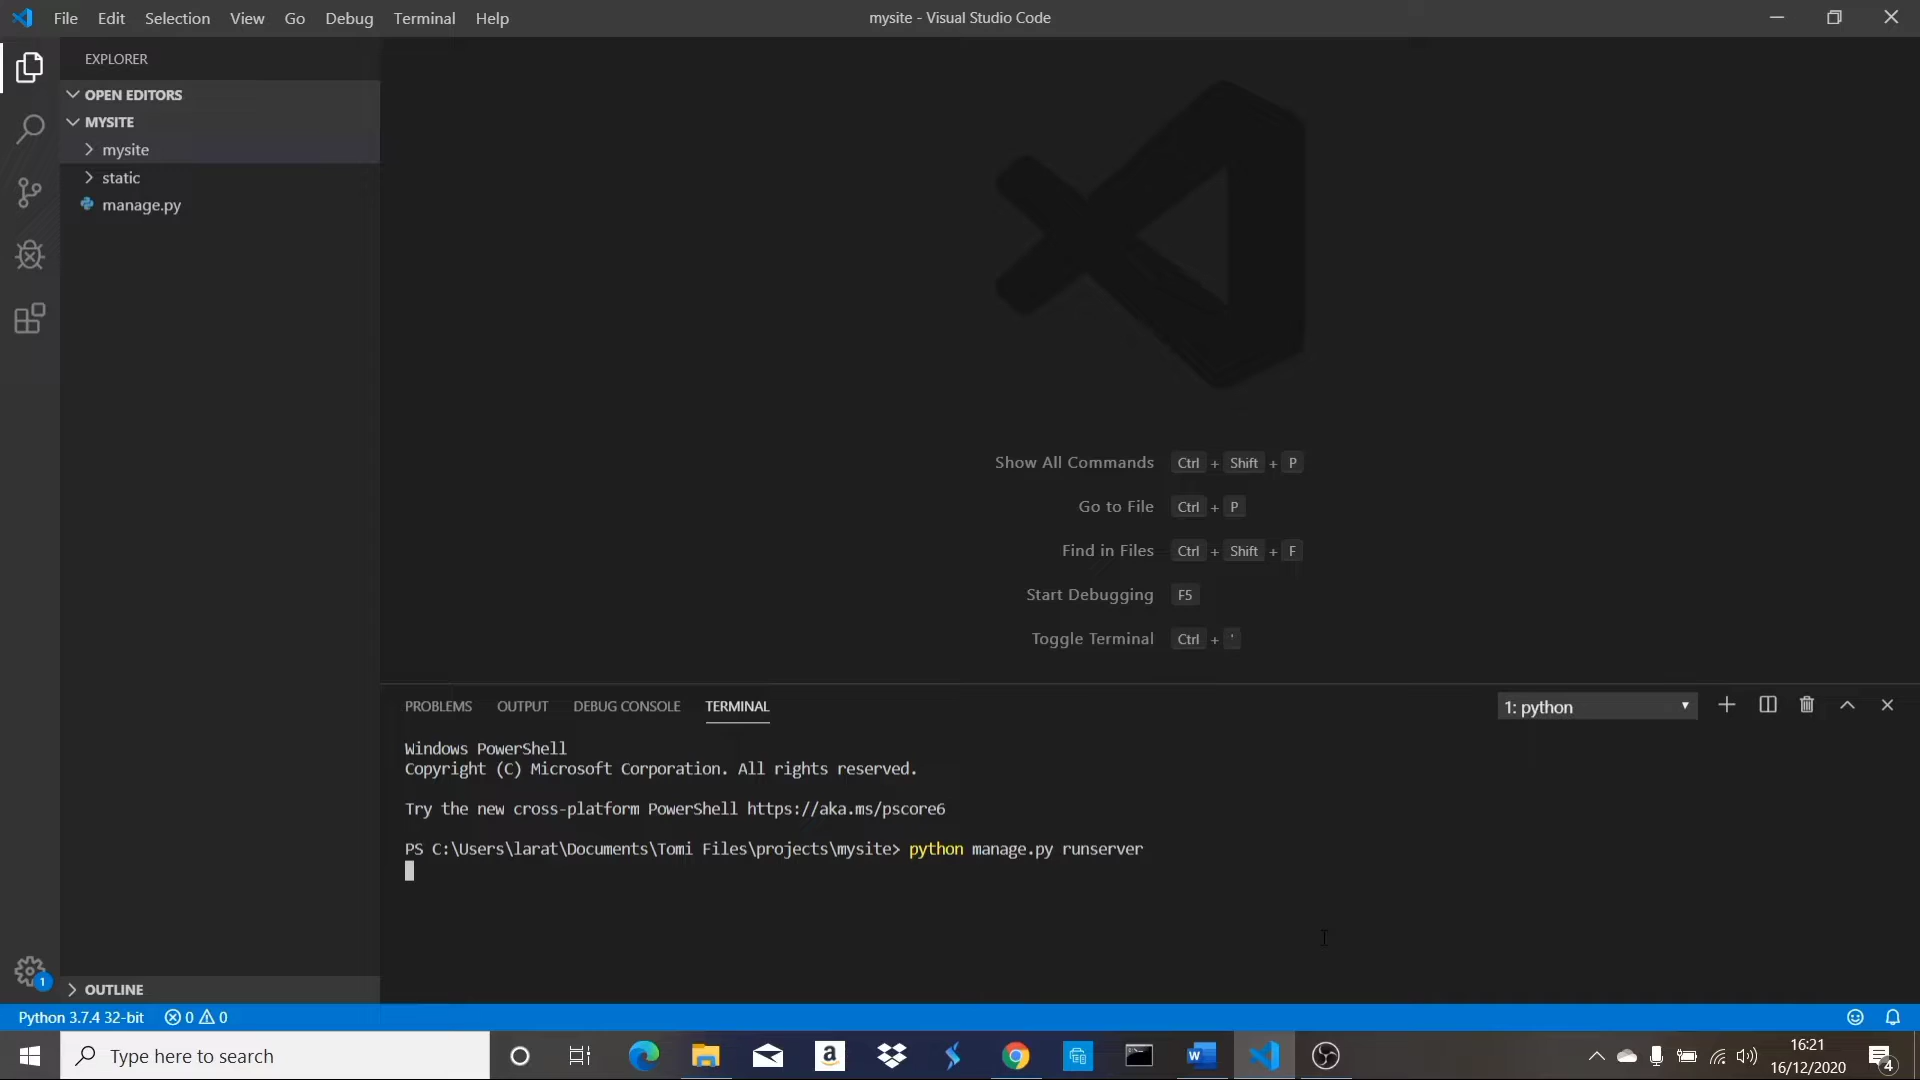 File Edit Selection View Go Debug Terminal Help
mysite - Visual Studio Code
EXPLORER
OPEN EDITORS
MYSITE
mysite
static
manage.py
Show All Commands Ctrl + Shift + P
Go to File Ctrl + P
Find in Files Ctrl + Shift + F
Start Debugging F5
Toggle Terminal Ctrl + '
PROBLEMS OUTPUT DEBUG CONSOLE TERMINAL
1: python
Windows PowerShell
Copyright (C) Microsoft Corporation. All rights reserved.
Try the new cross-platform PowerShell https://aka.ms/pscore6
PS C:\Users\larat\Documents\Tomi Files\projects\mysite> python manage.py runserver
1
OUTLINE
Python 3.7.4 32-bit 0 0
Type here to search
a
W
16:21
16/12/2020
4